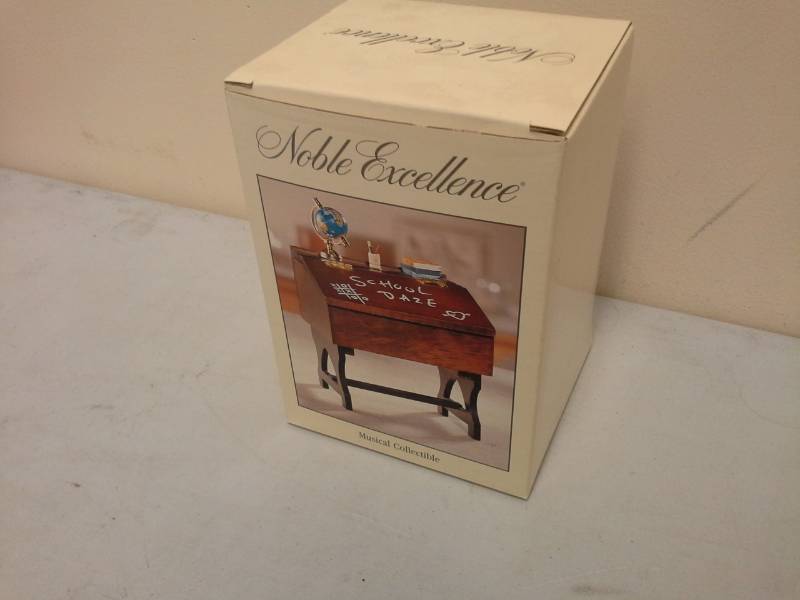 Noble Excellence
Noble Excellence®
SCHOOL
DAZE
Musical Collectible